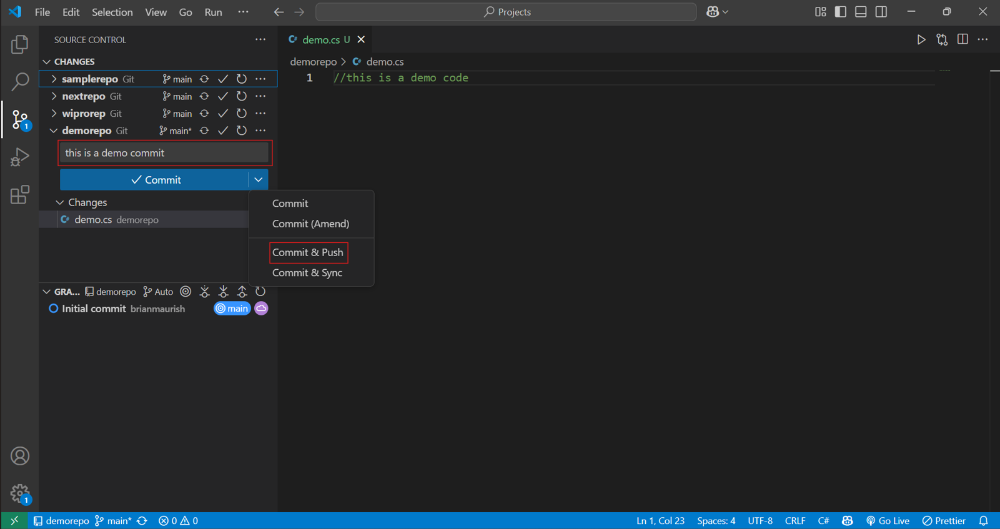 File Edit Selection View Go Run ··· Projects
SOURCE CONTROL ···
demo.cs U
CHANGES
demorepo > demo.cs
samplerepo Git main ···
1 //this is a demo code
nextrepo Git main ···
wiprorep Git main ···
1
demorepo Git main* ···
this is a demo commit
Commit
Changes
Commit
demo.cs demorepo
Commit (Amend)
Commit & Push
Commit & Sync
GRA... demorepo Auto
Initial commit brianmaurish main
1
demorepo main* 0 0 Ln 1, Col 23 Spaces: 4 UTF-8 CRLF C# Go Live Prettier